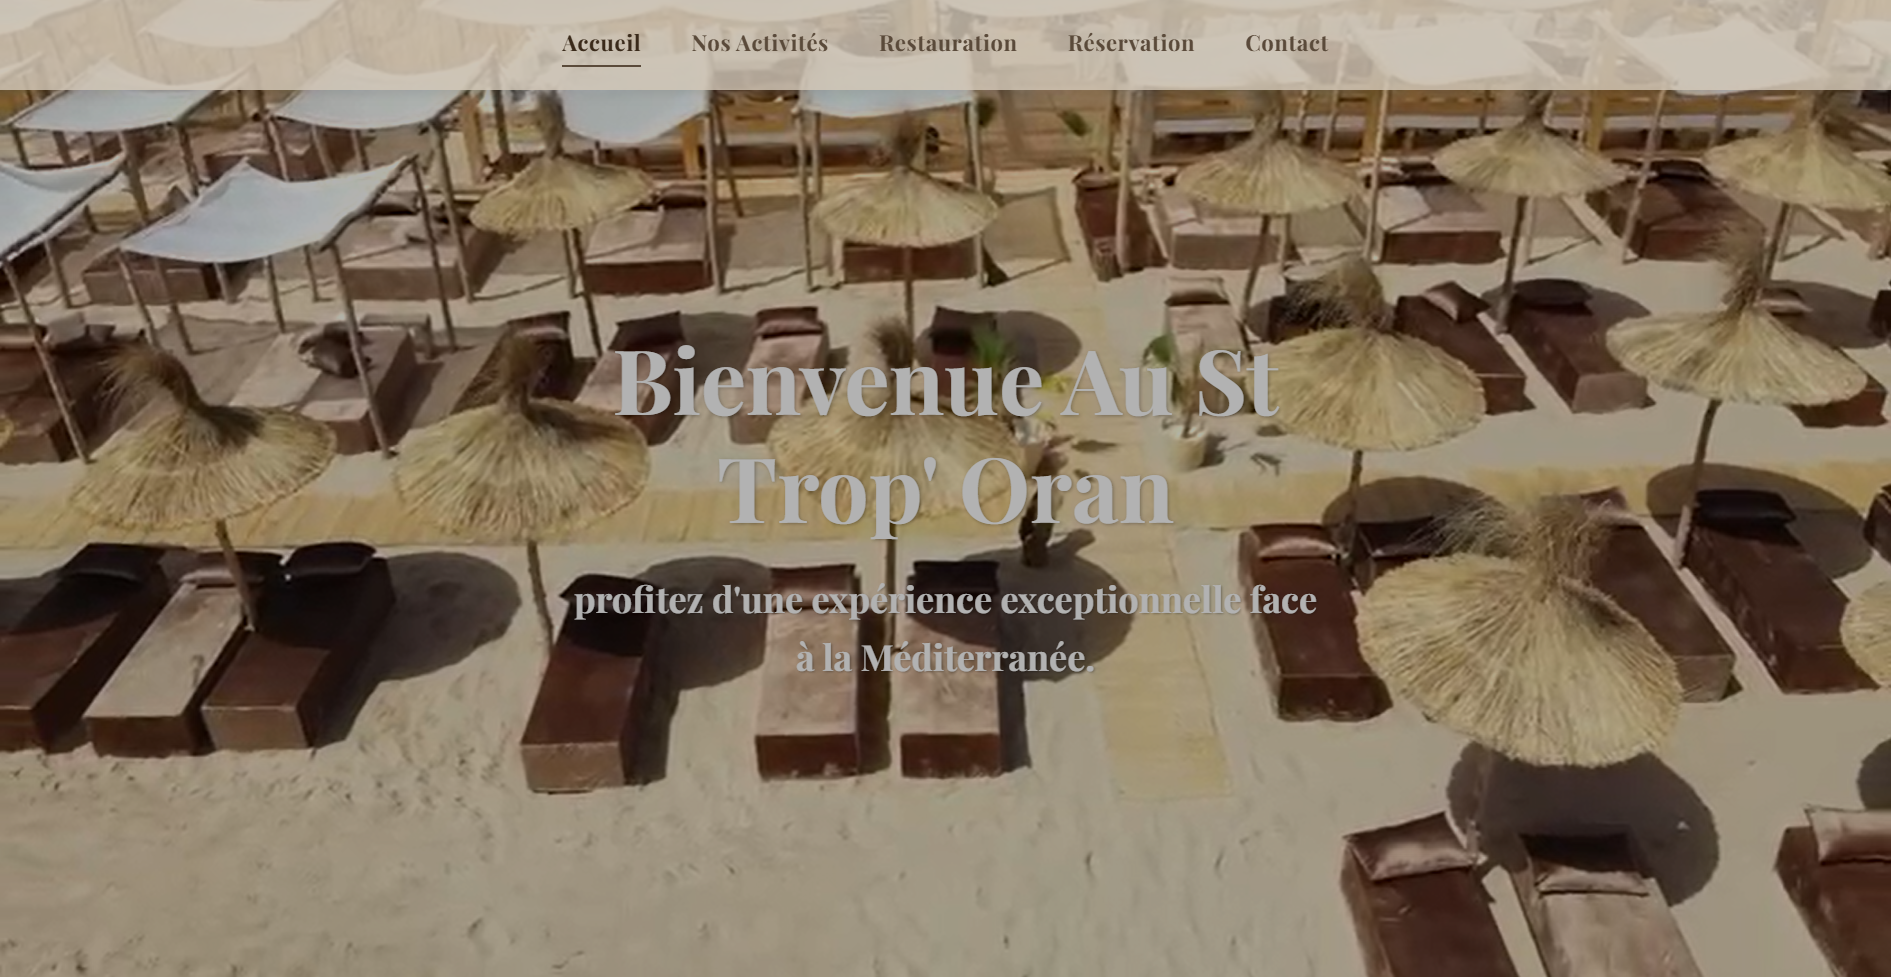 Accueil Nos Activités Restauration Réservation Contact
Bienvenue Au St
Trop' Oran
profitez d'une expérience exceptionnelle face
à la Méditerranée.